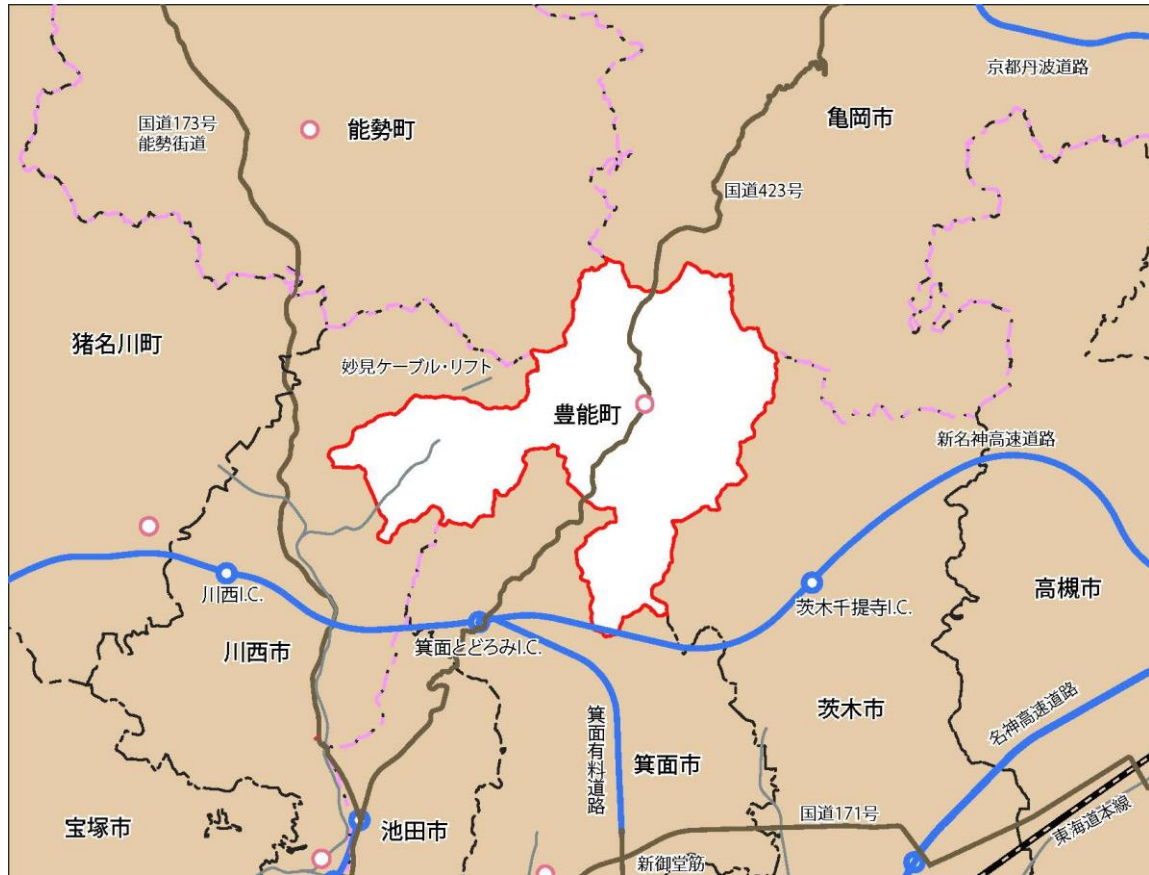 京都丹波道路
国道173号
能勢街道
能勢町
亀岡市
国道423号
猪名川町
妙見ケーブル・リフト
豊能町
新名神高速道路
川西I.C.
茨木千提寺I.C.
高槻市
川西市
箕面とどろみI.C.
箕面有料道路
茨木市
名神高速道路
箕面市
宝塚市
池田市
国道171号
東海道本線
新御堂筋